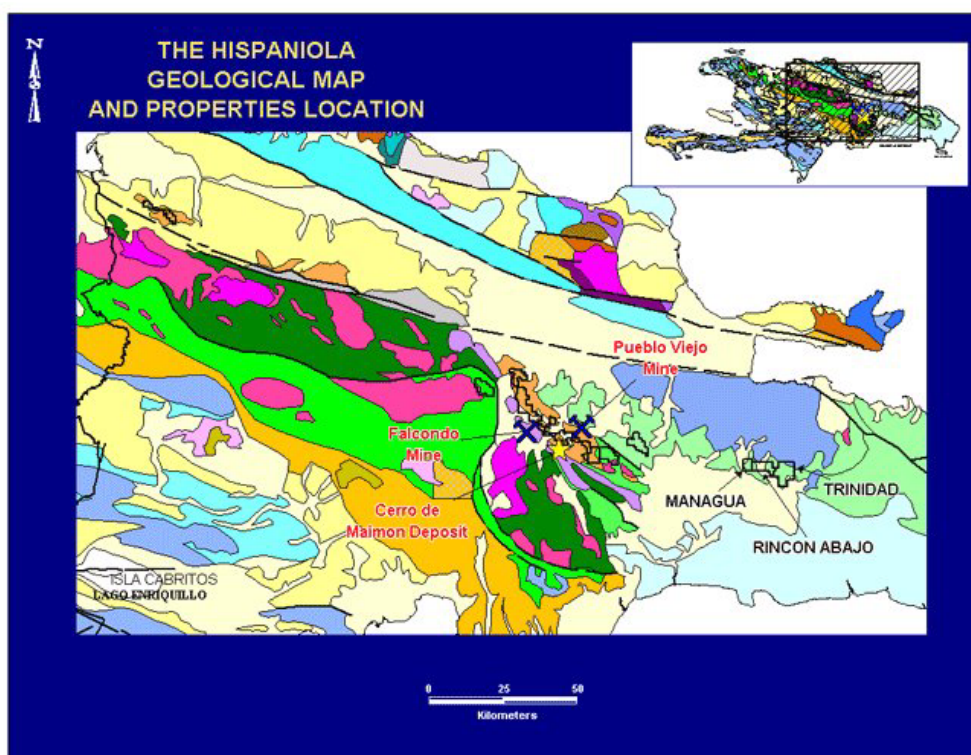 THE HISPANIOLA
GEOLOGICAL MAP
AND PROPERTIES LOCATION
N
Pueblo Viejo
Mine
Falcondo
Mine
Cerro de
Maimon Deposit
MANAGUA
TRINIDAD
RINCON ABAJO
ISLA CABRITOS
LAGO ENRIQUILLO
0 25 50
Kilometers